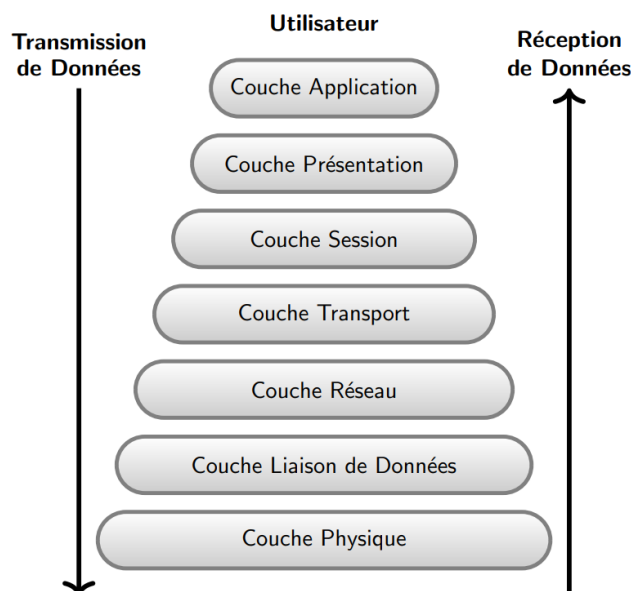 Utilisateur
Transmission
de Données
Réception
de Données
Couche Application
Couche Présentation
Couche Session
Couche Transport
Couche Réseau
Couche Liaison de Données
Couche Physique